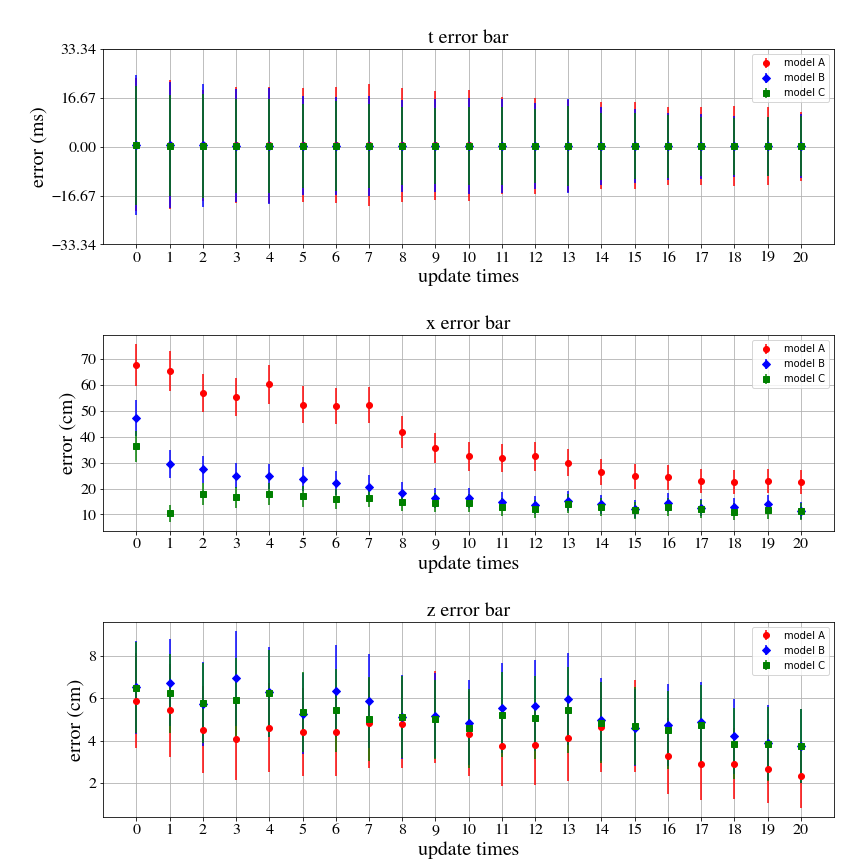 t error bar
33.34
16.67
0.00
−16.67
−33.34
error (ms)
model A
model B
model C
0 1 2 3 4 5 6 7 8 9 10 11 12 13 14 15 16 17 18 19 20
update times
x error bar
70
60
50
40
30
20
10
error (cm)
model A
model B
model C
0 1 2 3 4 5 6 7 8 9 10 11 12 13 14 15 16 17 18 19 20
update times
z error bar
8
6
4
2
error (cm)
model A
model B
model C
0 1 2 3 4 5 6 7 8 9 10 11 12 13 14 15 16 17 18 19 20
update times